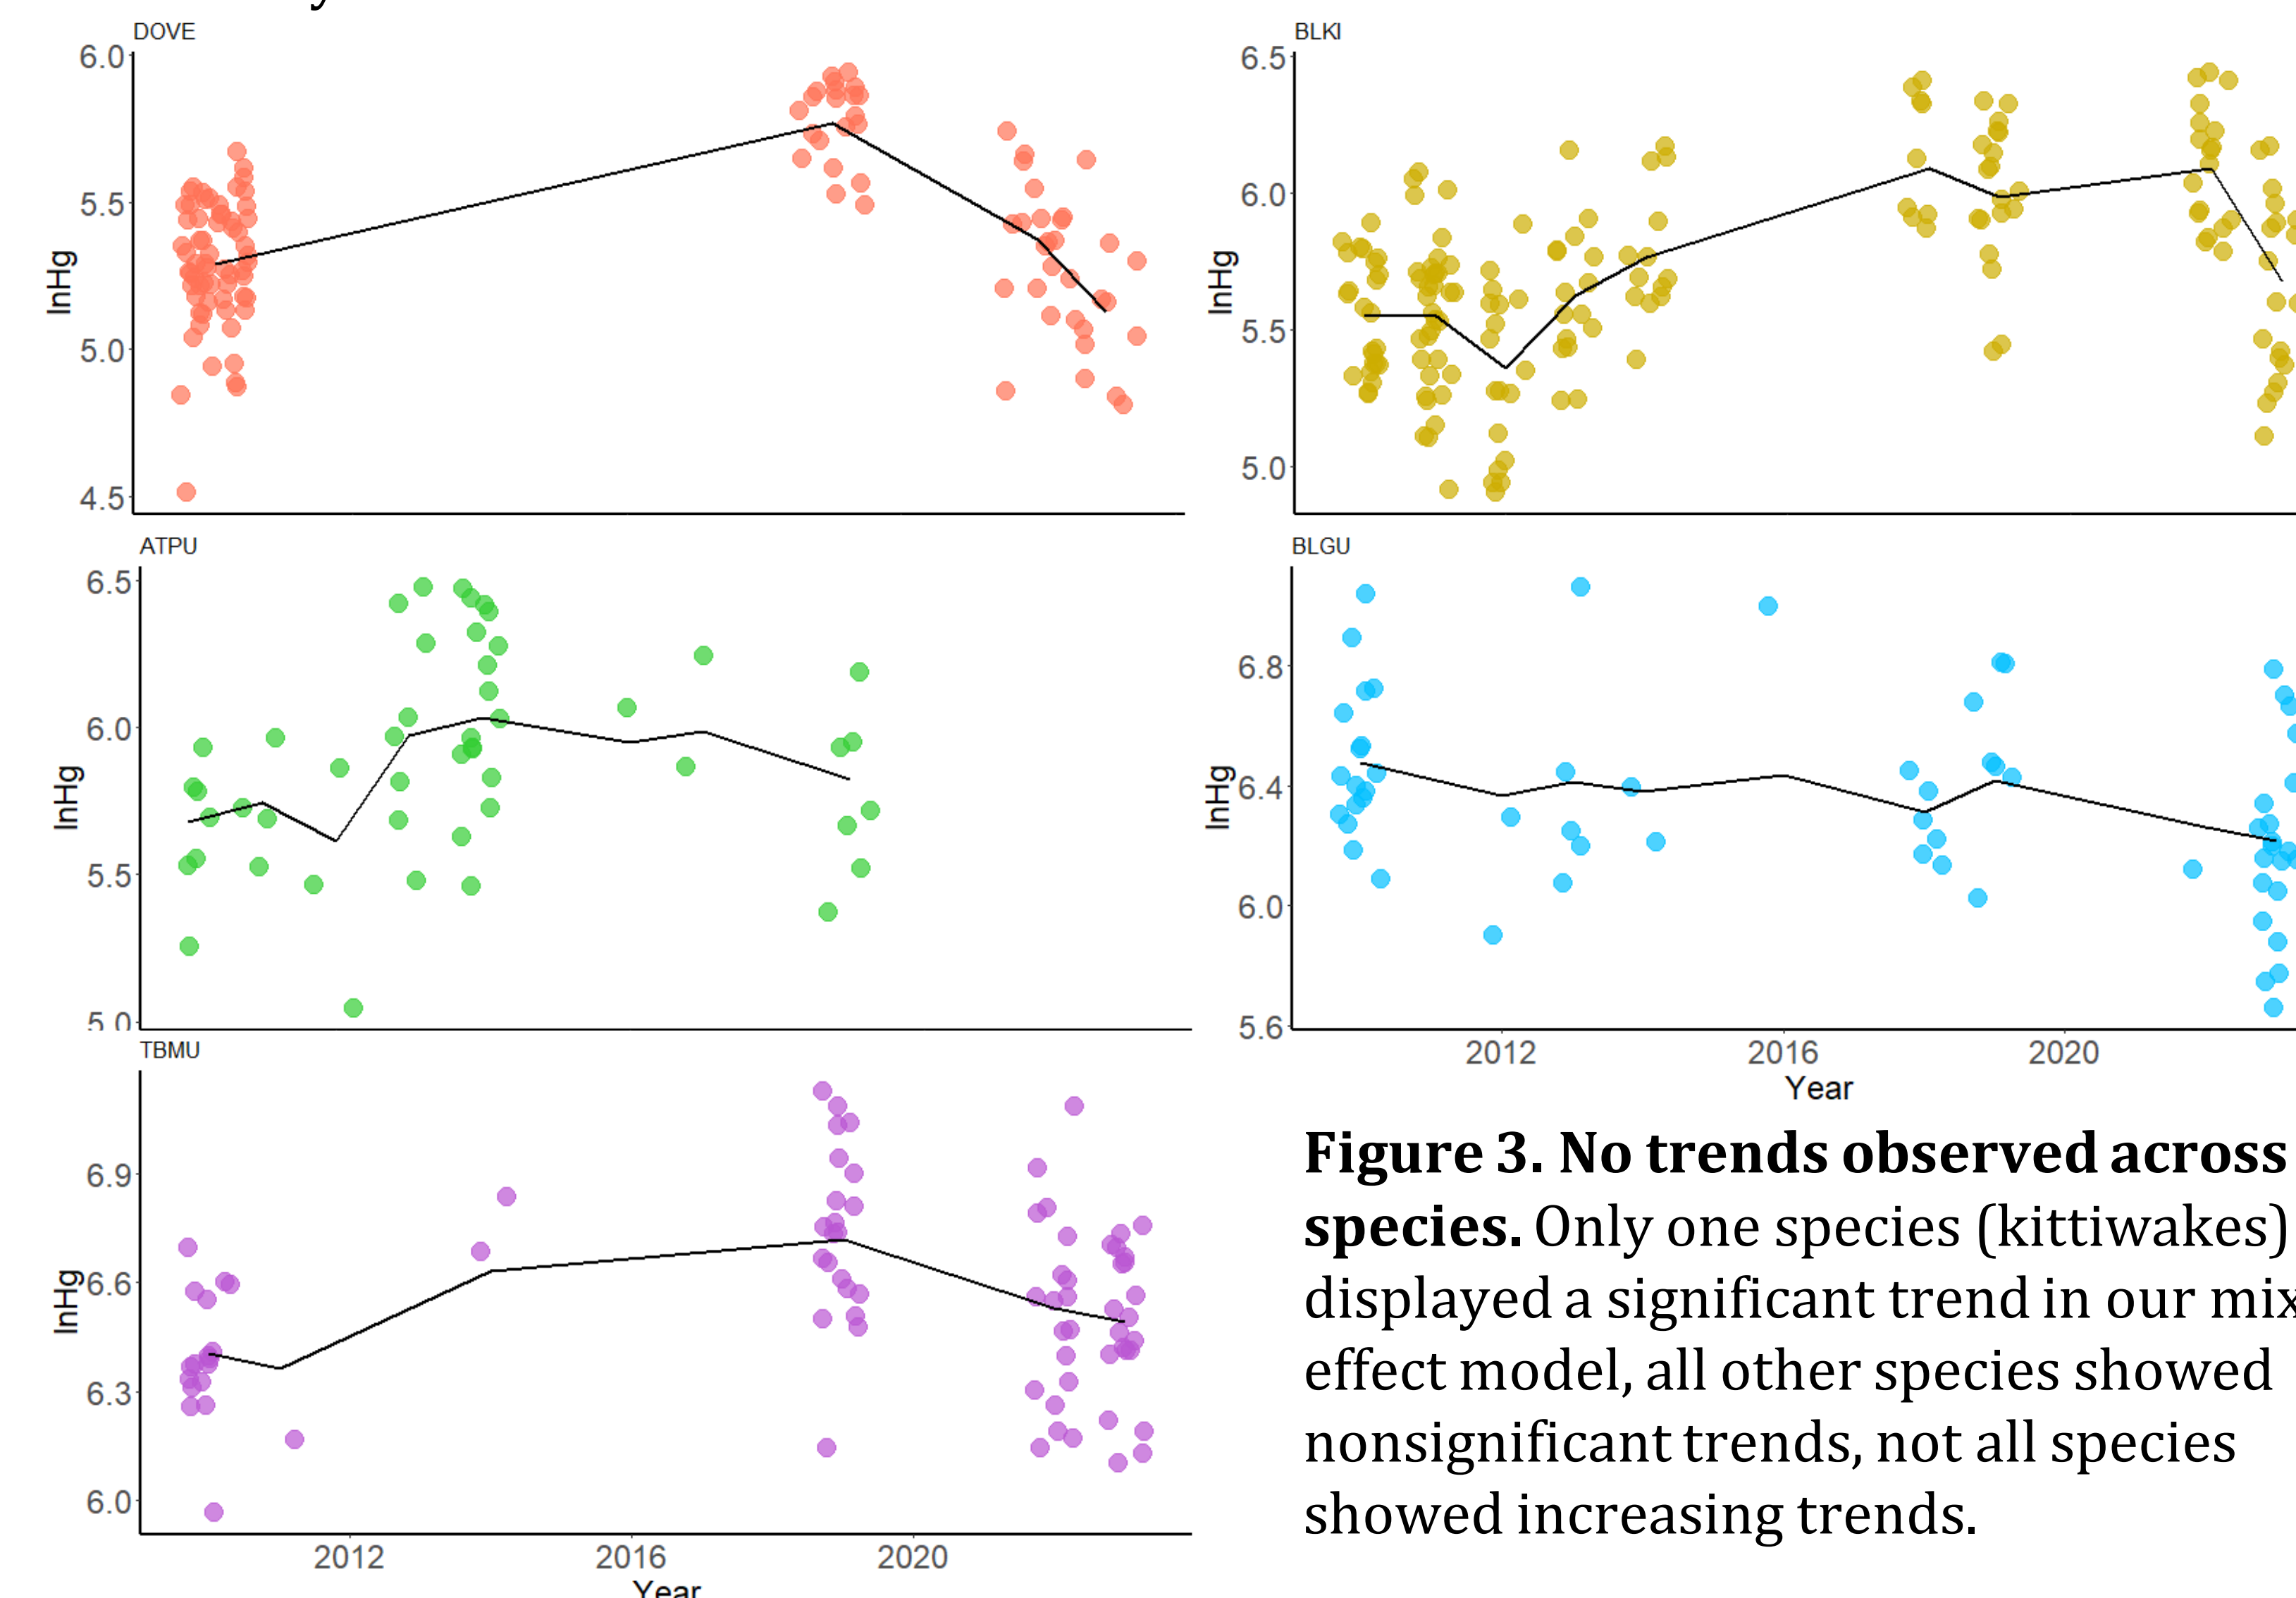 DOVE
6.0
5.5
5.0
4.5
lnHg
BLKI
6.5
6.0
5.5
5.0
lnHg
ATPU
6.5
6.0
5.5
5.0
lnHg
BLGU
6.8
6.4
6.0
5.6
lnHg
2012 2016 2020
Year
TBMU
6.9
6.6
6.3
6.0
lnHg
2012 2016 2020
Year
Figure 3. No trends observed across
species. Only one species (kittiwakes)
displayed a significant trend in our mix
effect model, all other species showed
nonsignificant trends, not all species
showed increasing trends.